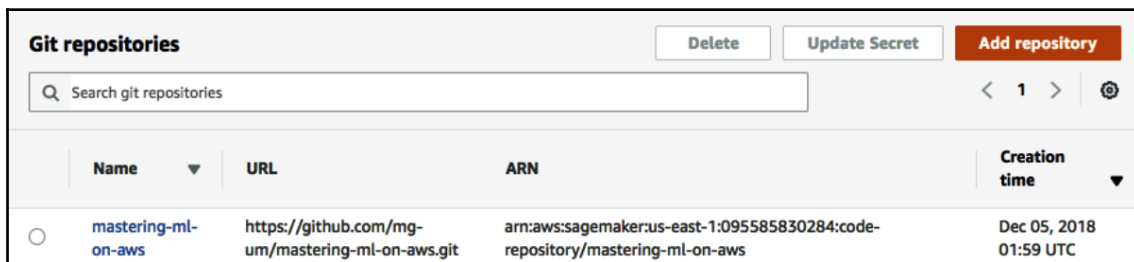 Git repositories
Delete
Update Secret
Add repository
Search git repositories
1
Name
URL
ARN
Creation
time
mastering-ml-
on-aws
https://github.com/mg-
um/mastering-ml-on-aws.git
arn:aws:sagemaker:us-east-1:095585830284:code-
repository/mastering-ml-on-aws
Dec 05, 2018
01:59 UTC